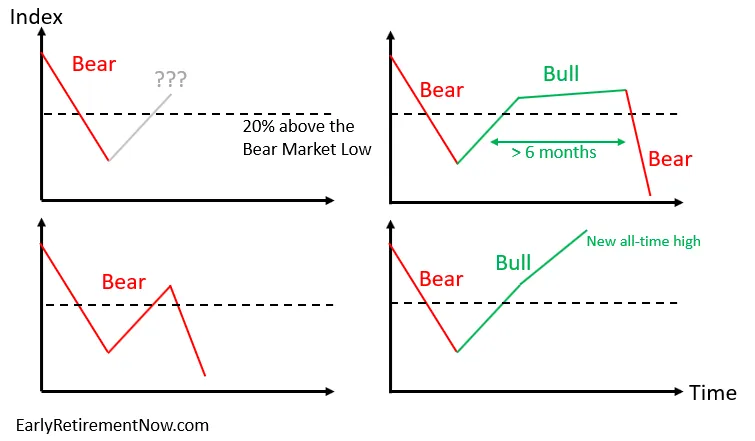 Index
Bear
???
20% above the
Bear Market Low
Bear
Bull
> 6 months
Bear
Bear
Bear
Bull
New all-time high
Time
EarlyRetirementNow.com